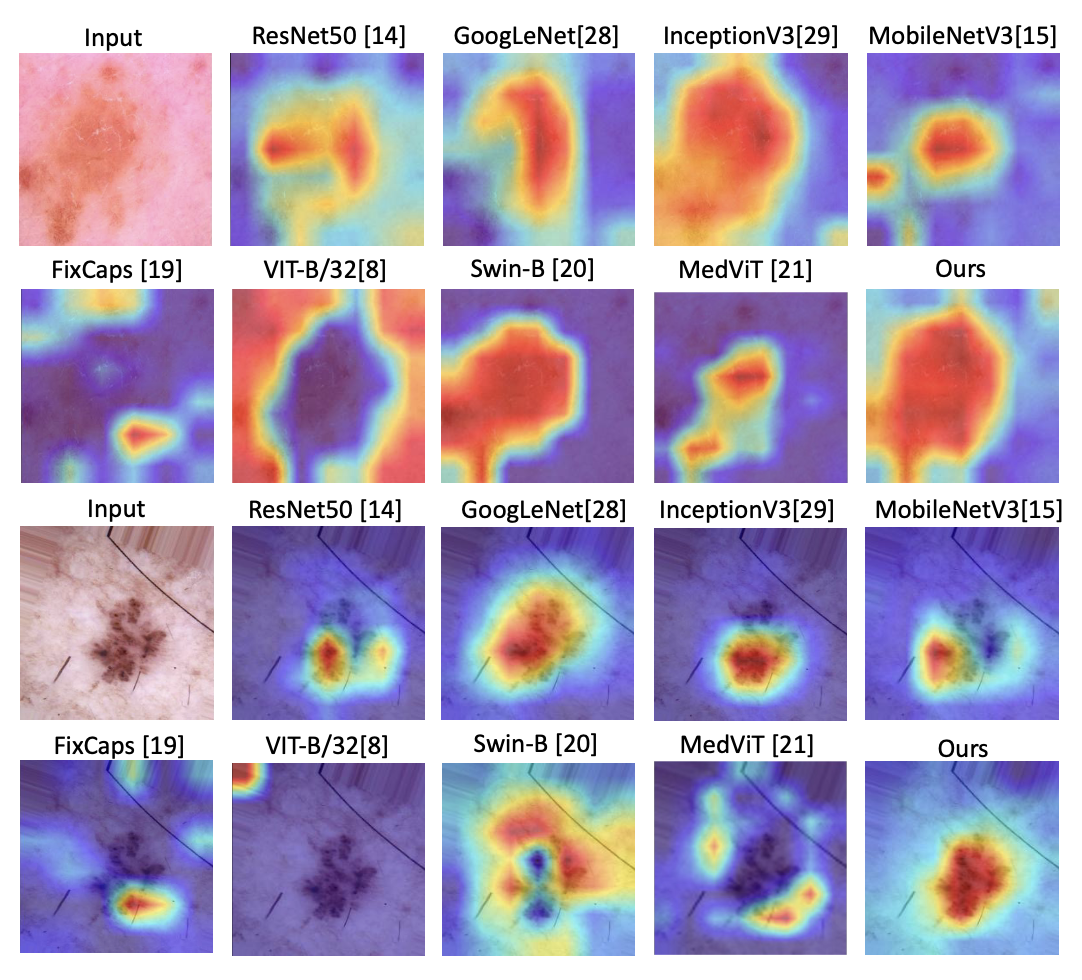 Input ResNet50 [14] GoogLeNet[28] InceptionV3[29] MobileNetV3[15]
FixCaps [19] VIT-B/32[8] Swin-B [20] MedViT [21] Ours
Input ResNet50 [14] GoogLeNet[28] InceptionV3[29] MobileNetV3[15]
FixCaps [19] VIT-B/32[8] Swin-B [20] MedViT [21] Ours